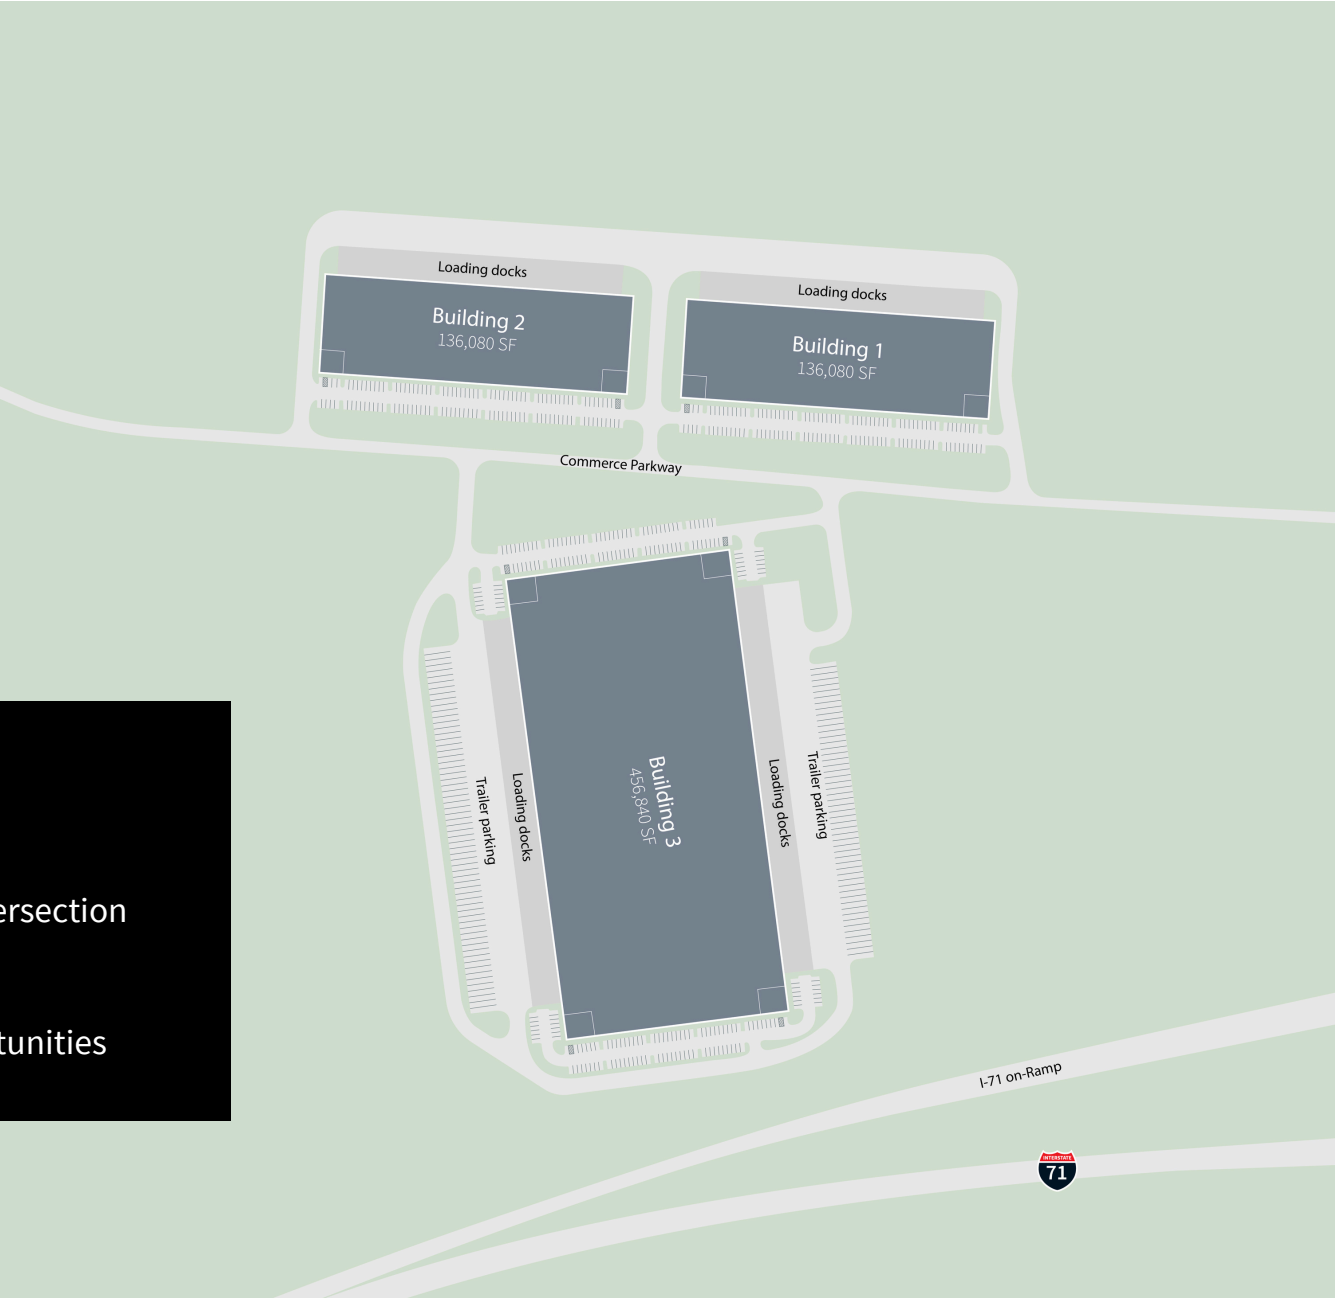 Loading docks
Building 2
136,080 SF
Loading docks
Building 1
136,080 SF
Commerce Parkway
Trailer parking
Loading docks
Building 3
456,840 SF
Loading docks
Trailer parking
ersection
tunities
I-71 on-Ramp
INTERSTATE
71